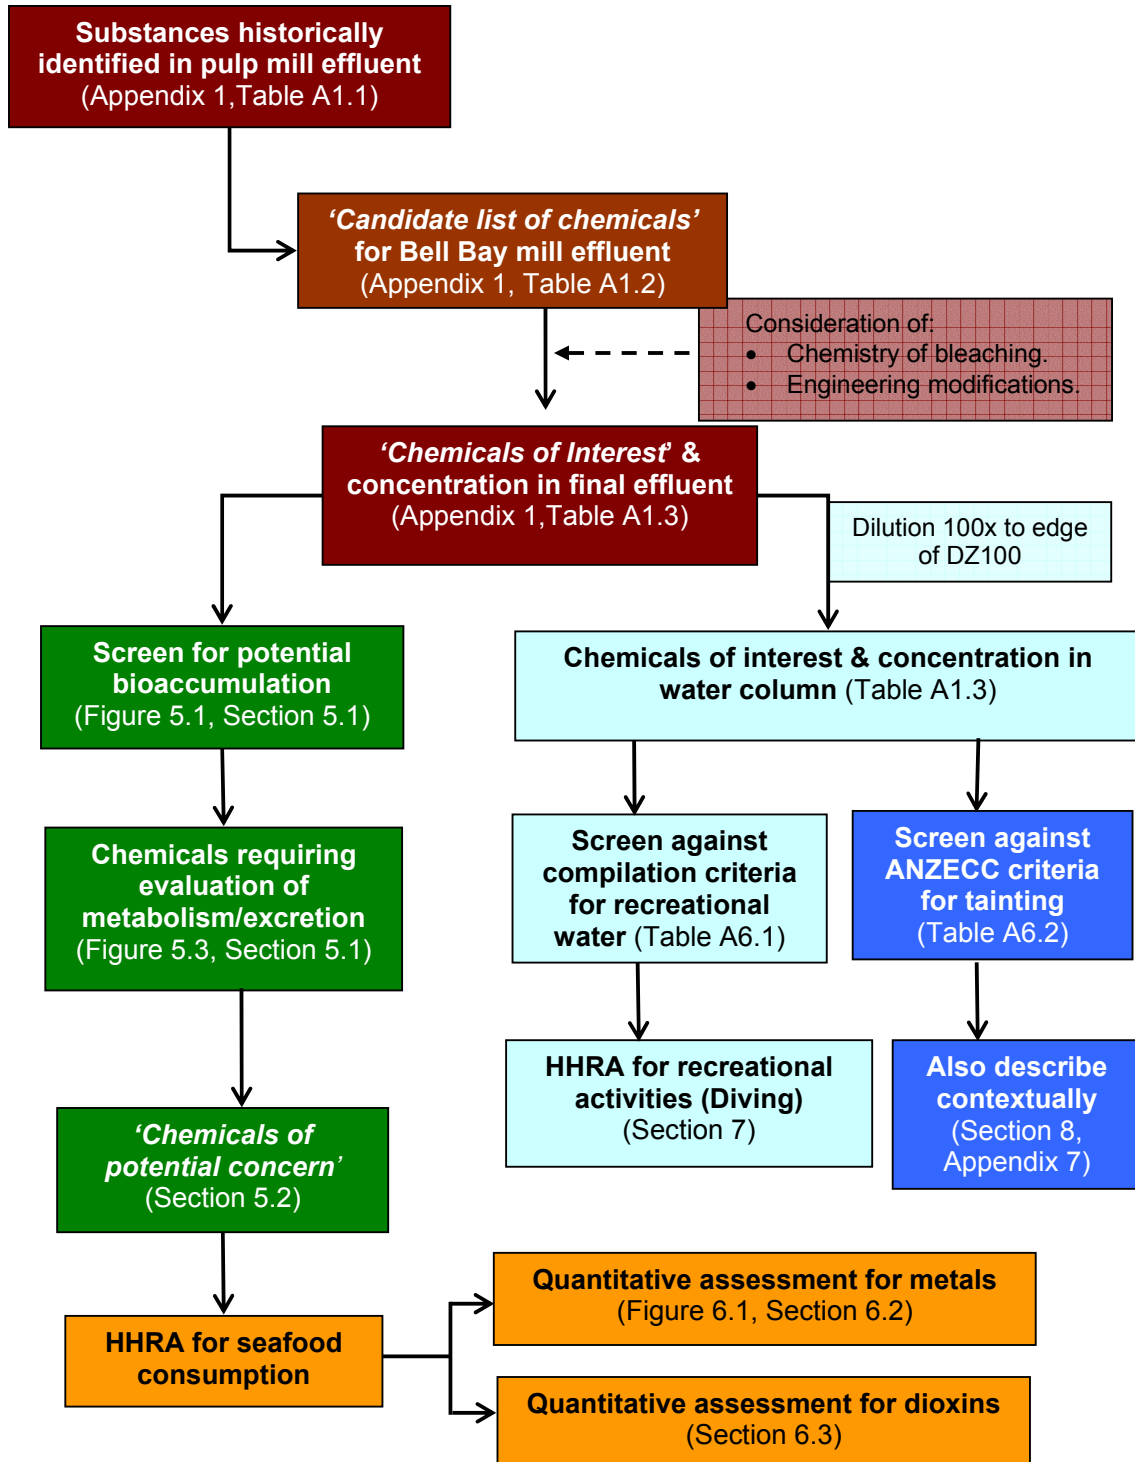 Substances historically
identified in pulp mill effluent
(Appendix 1,Table A1.1)
‘Candidate list of chemicals’
for Bell Bay mill effluent
(Appendix 1, Table A1.2)
Consideration of:
• Chemistry of bleaching.
• Engineering modifications.
‘Chemicals of Interest’ &
concentration in final effluent
(Appendix 1,Table A1.3)
Dilution 100x to edge
of DZ100
Screen for potential
bioaccumulation
(Figure 5.1, Section 5.1)
Chemicals of interest & concentration in
water column (Table A1.3)
Chemicals requiring
evaluation of
metabolism/excretion
(Figure 5.3, Section 5.1)
Screen against
compilation criteria
for recreational
water (Table A6.1)
Screen against
ANZECC criteria
for tainting
(Table A6.2)
HHRA for recreational
activities (Diving)
(Section 7)
Also describe
contextually
(Section 8,
Appendix 7)
‘Chemicals of
potential concern’
(Section 5.2)
HHRA for seafood
consumption
Quantitative assessment for metals
(Figure 6.1, Section 6.2)
Quantitative assessment for dioxins
(Section 6.3)